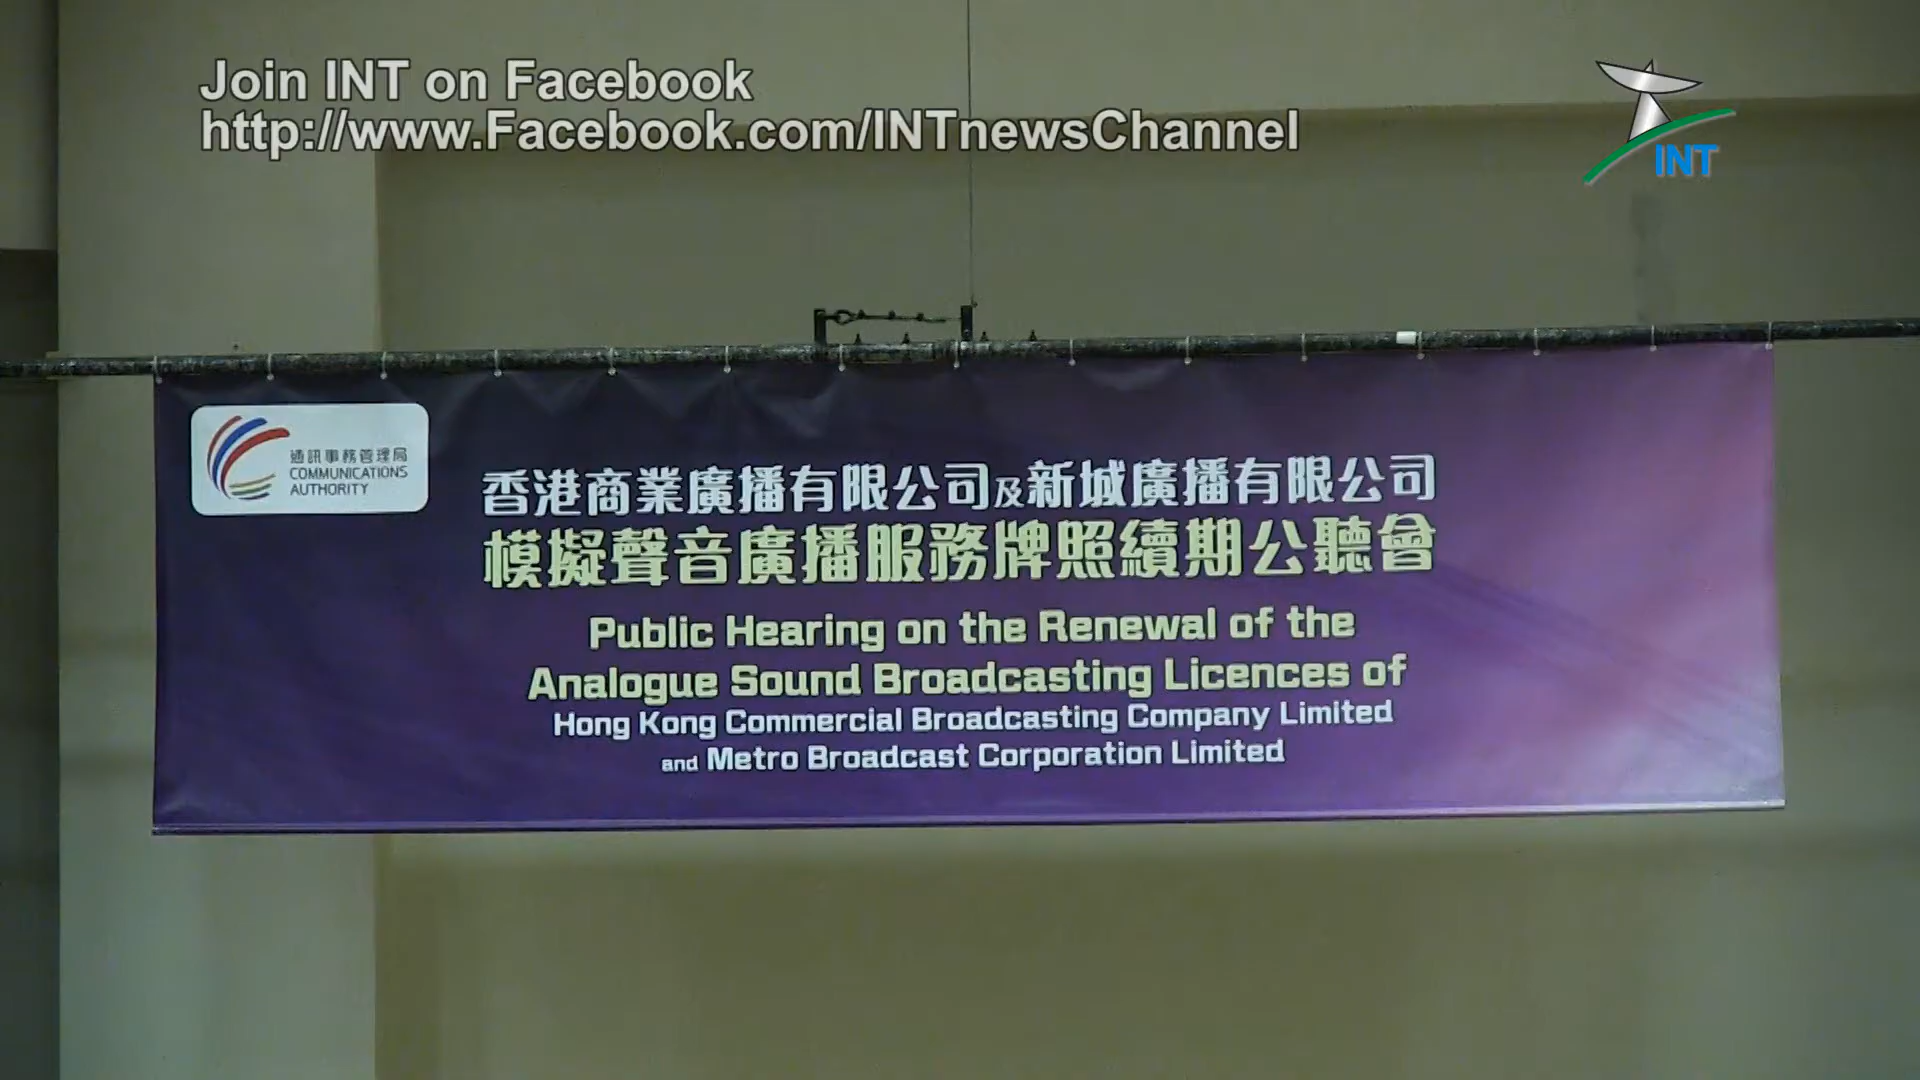 Join INT on Facebook
http://www.Facebook.com/INTnewsChannel
INT
通訊事務管理局
COMMUNICATIONS
AUTHORITY
香港商業廣播有限公司及新城廣播有限公司
模擬聲音廣播服務牌照續期公聽會
Public Hearing on the Renewal of the
Analogue Sound Broadcasting Licences of
Hong Kong Commercial Broadcasting Company Limited
and Metro Broadcast Corporation Limited